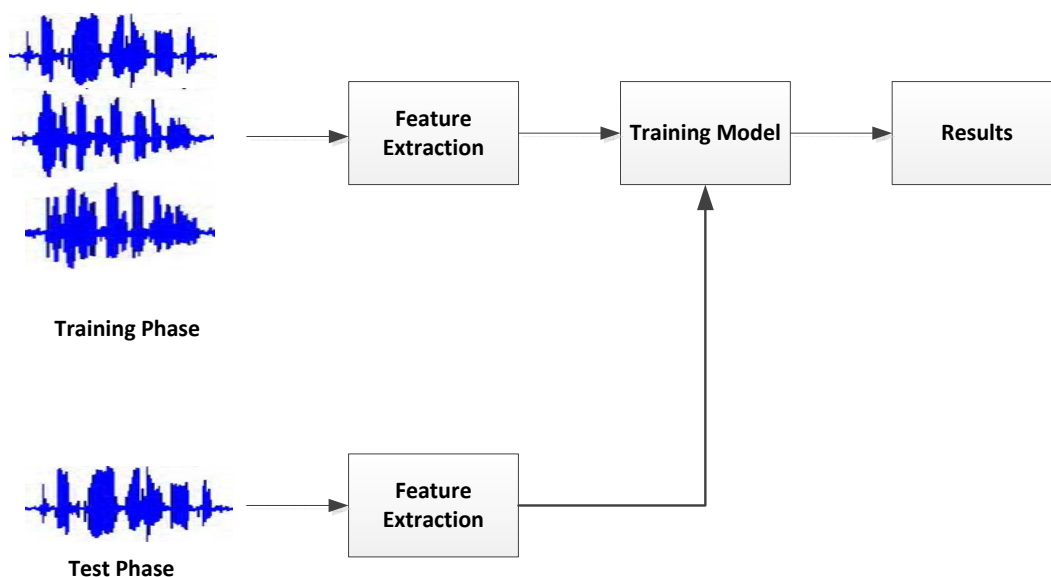 Feature
Extraction
Training Model
Results
Training Phase
Feature
Extraction
Test Phase